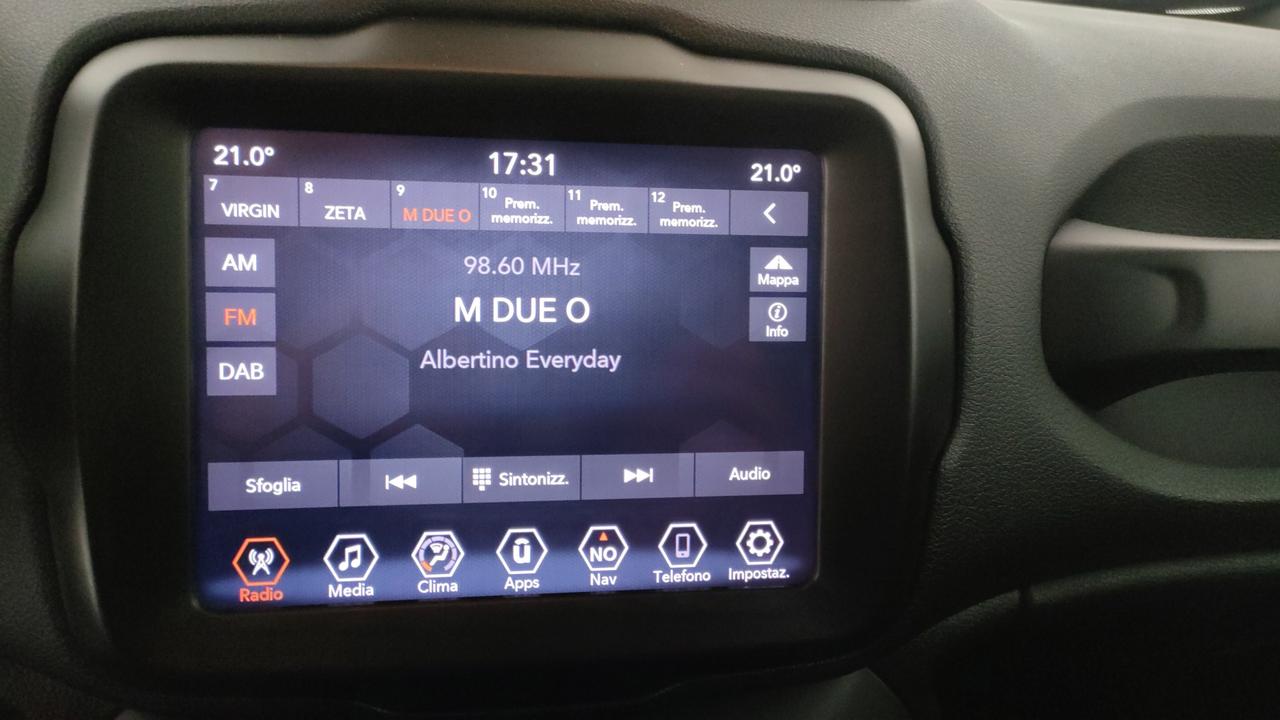 21.0° 17:31 21.0°
7 VIRGIN
8 ZETA
9 M DUE O
10 Prem. memorizz.
11 Prem. memorizz.
12 Prem. memorizz.
AM
98.60 MHz
Mappa
FM
M DUE O
Info
DAB
Albertino Everyday
Sfoglia
Sintonizz.
Audio
Radio
Media
Clima
Apps
NO
Nav
Telefono
Impostaz.